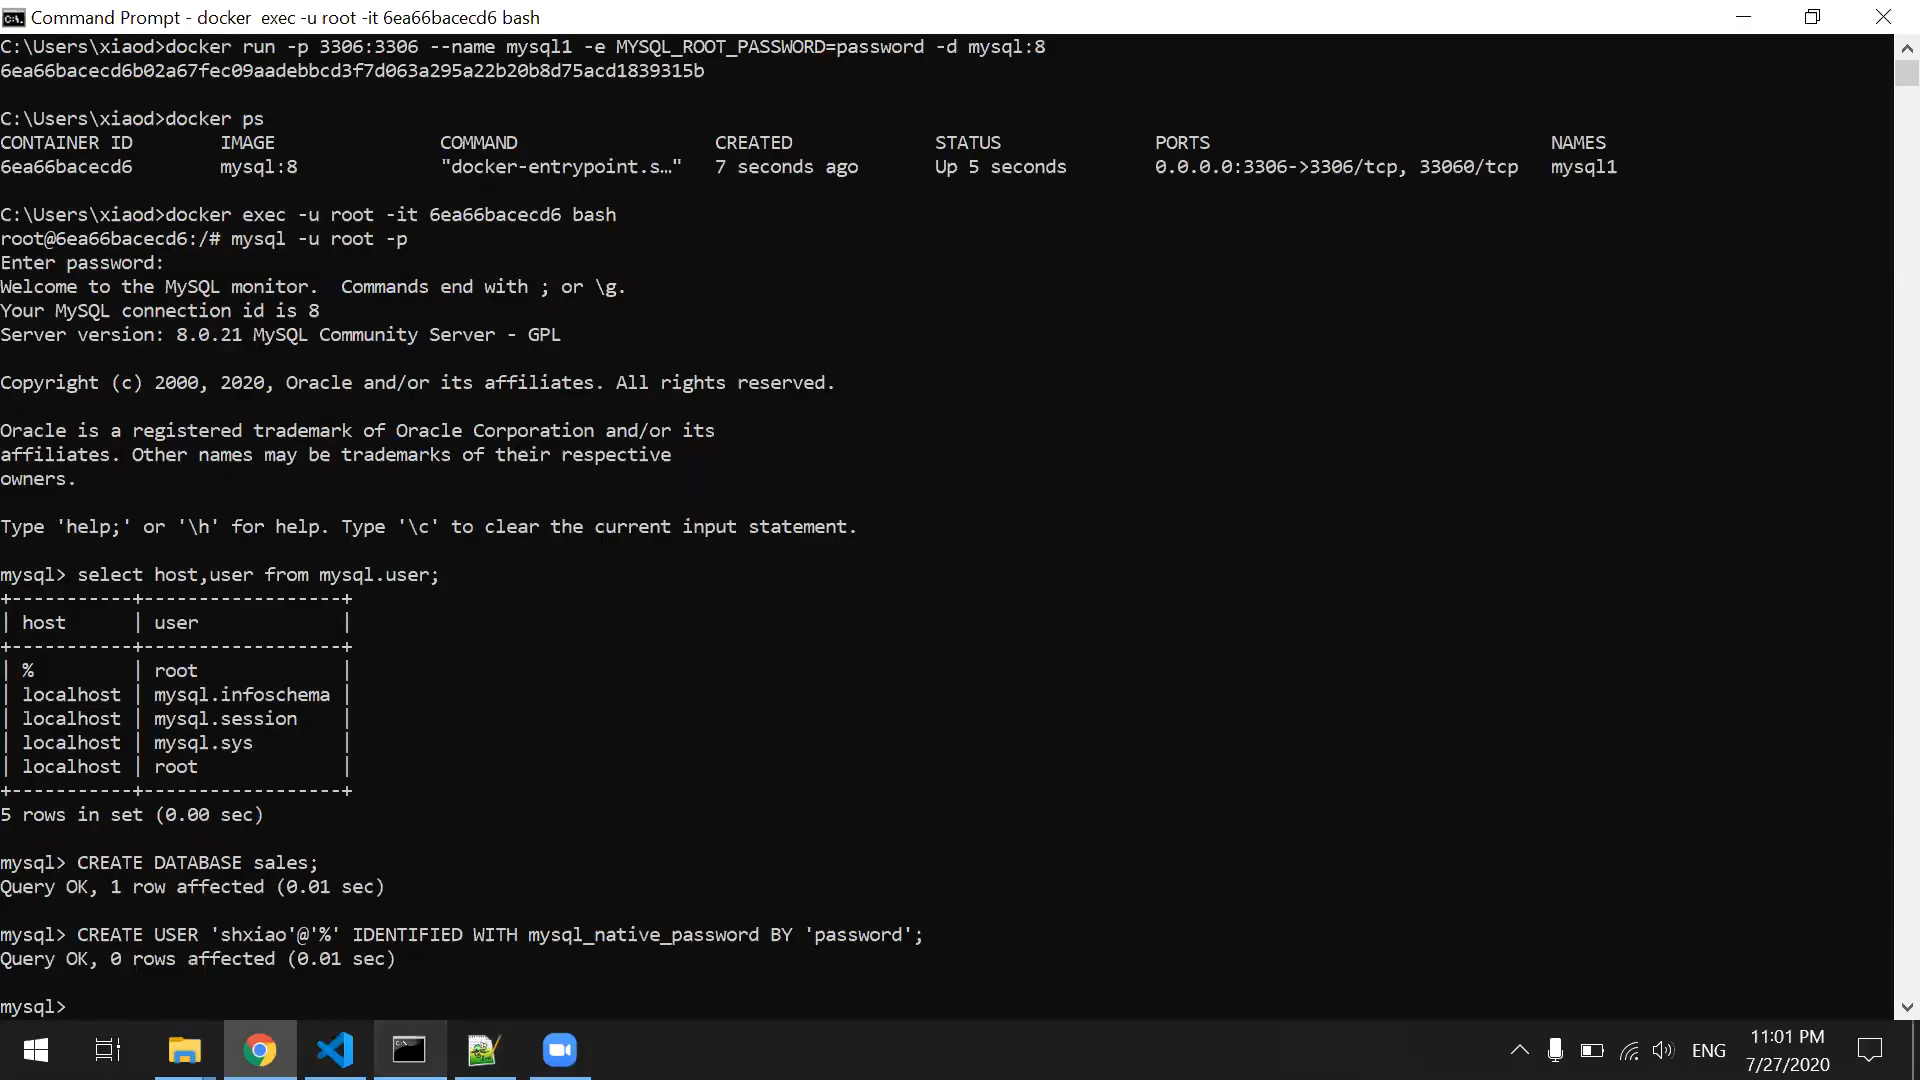 Command Prompt - docker  exec -u root -it 6ea66bacecd6 bash
C:\Users\xiaod>docker run -p 3306:3306 --name mysql1 -e MYSQL_ROOT_PASSWORD=password -d mysql:8
6ea66bacecd6b02a67fec09aadebbcd3f7d063a295a22b20b8d75acd1839315b
C:\Users\xiaod>docker ps
CONTAINER ID        IMAGE               COMMAND                  CREATED             STATUS              PORTS                               NAMES
6ea66bacecd6        mysql:8             "docker-entrypoint.s…"   7 seconds ago       Up 5 seconds        0.0.0.0:3306->3306/tcp, 33060/tcp   mysql1
C:\Users\xiaod>docker exec -u root -it 6ea66bacecd6 bash
root@6ea66bacecd6:/# mysql -u root -p
Enter password:
Welcome to the MySQL monitor.  Commands end with ; or \g.
Your MySQL connection id is 8
Server version: 8.0.21 MySQL Community Server - GPL
Copyright (c) 2000, 2020, Oracle and/or its affiliates. All rights reserved.
Oracle is a registered trademark of Oracle Corporation and/or its
affiliates. Other names may be trademarks of their respective
owners.
Type 'help;' or '\h' for help. Type '\c' to clear the current input statement.
mysql> select host,user from mysql.user;
+-----------+------------------+
| host      | user             |
+-----------+------------------+
| %         | root             |
| localhost | mysql.infoschema |
| localhost | mysql.session    |
| localhost | mysql.sys        |
| localhost | root             |
+-----------+------------------+
5 rows in set (0.00 sec)
mysql> CREATE DATABASE sales;
Query OK, 1 row affected (0.01 sec)
mysql> CREATE USER 'shxiao'@'%' IDENTIFIED WITH mysql_native_password BY 'password';
Query OK, 0 rows affected (0.01 sec)
mysql>
ENG
11:01 PM
7/27/2020